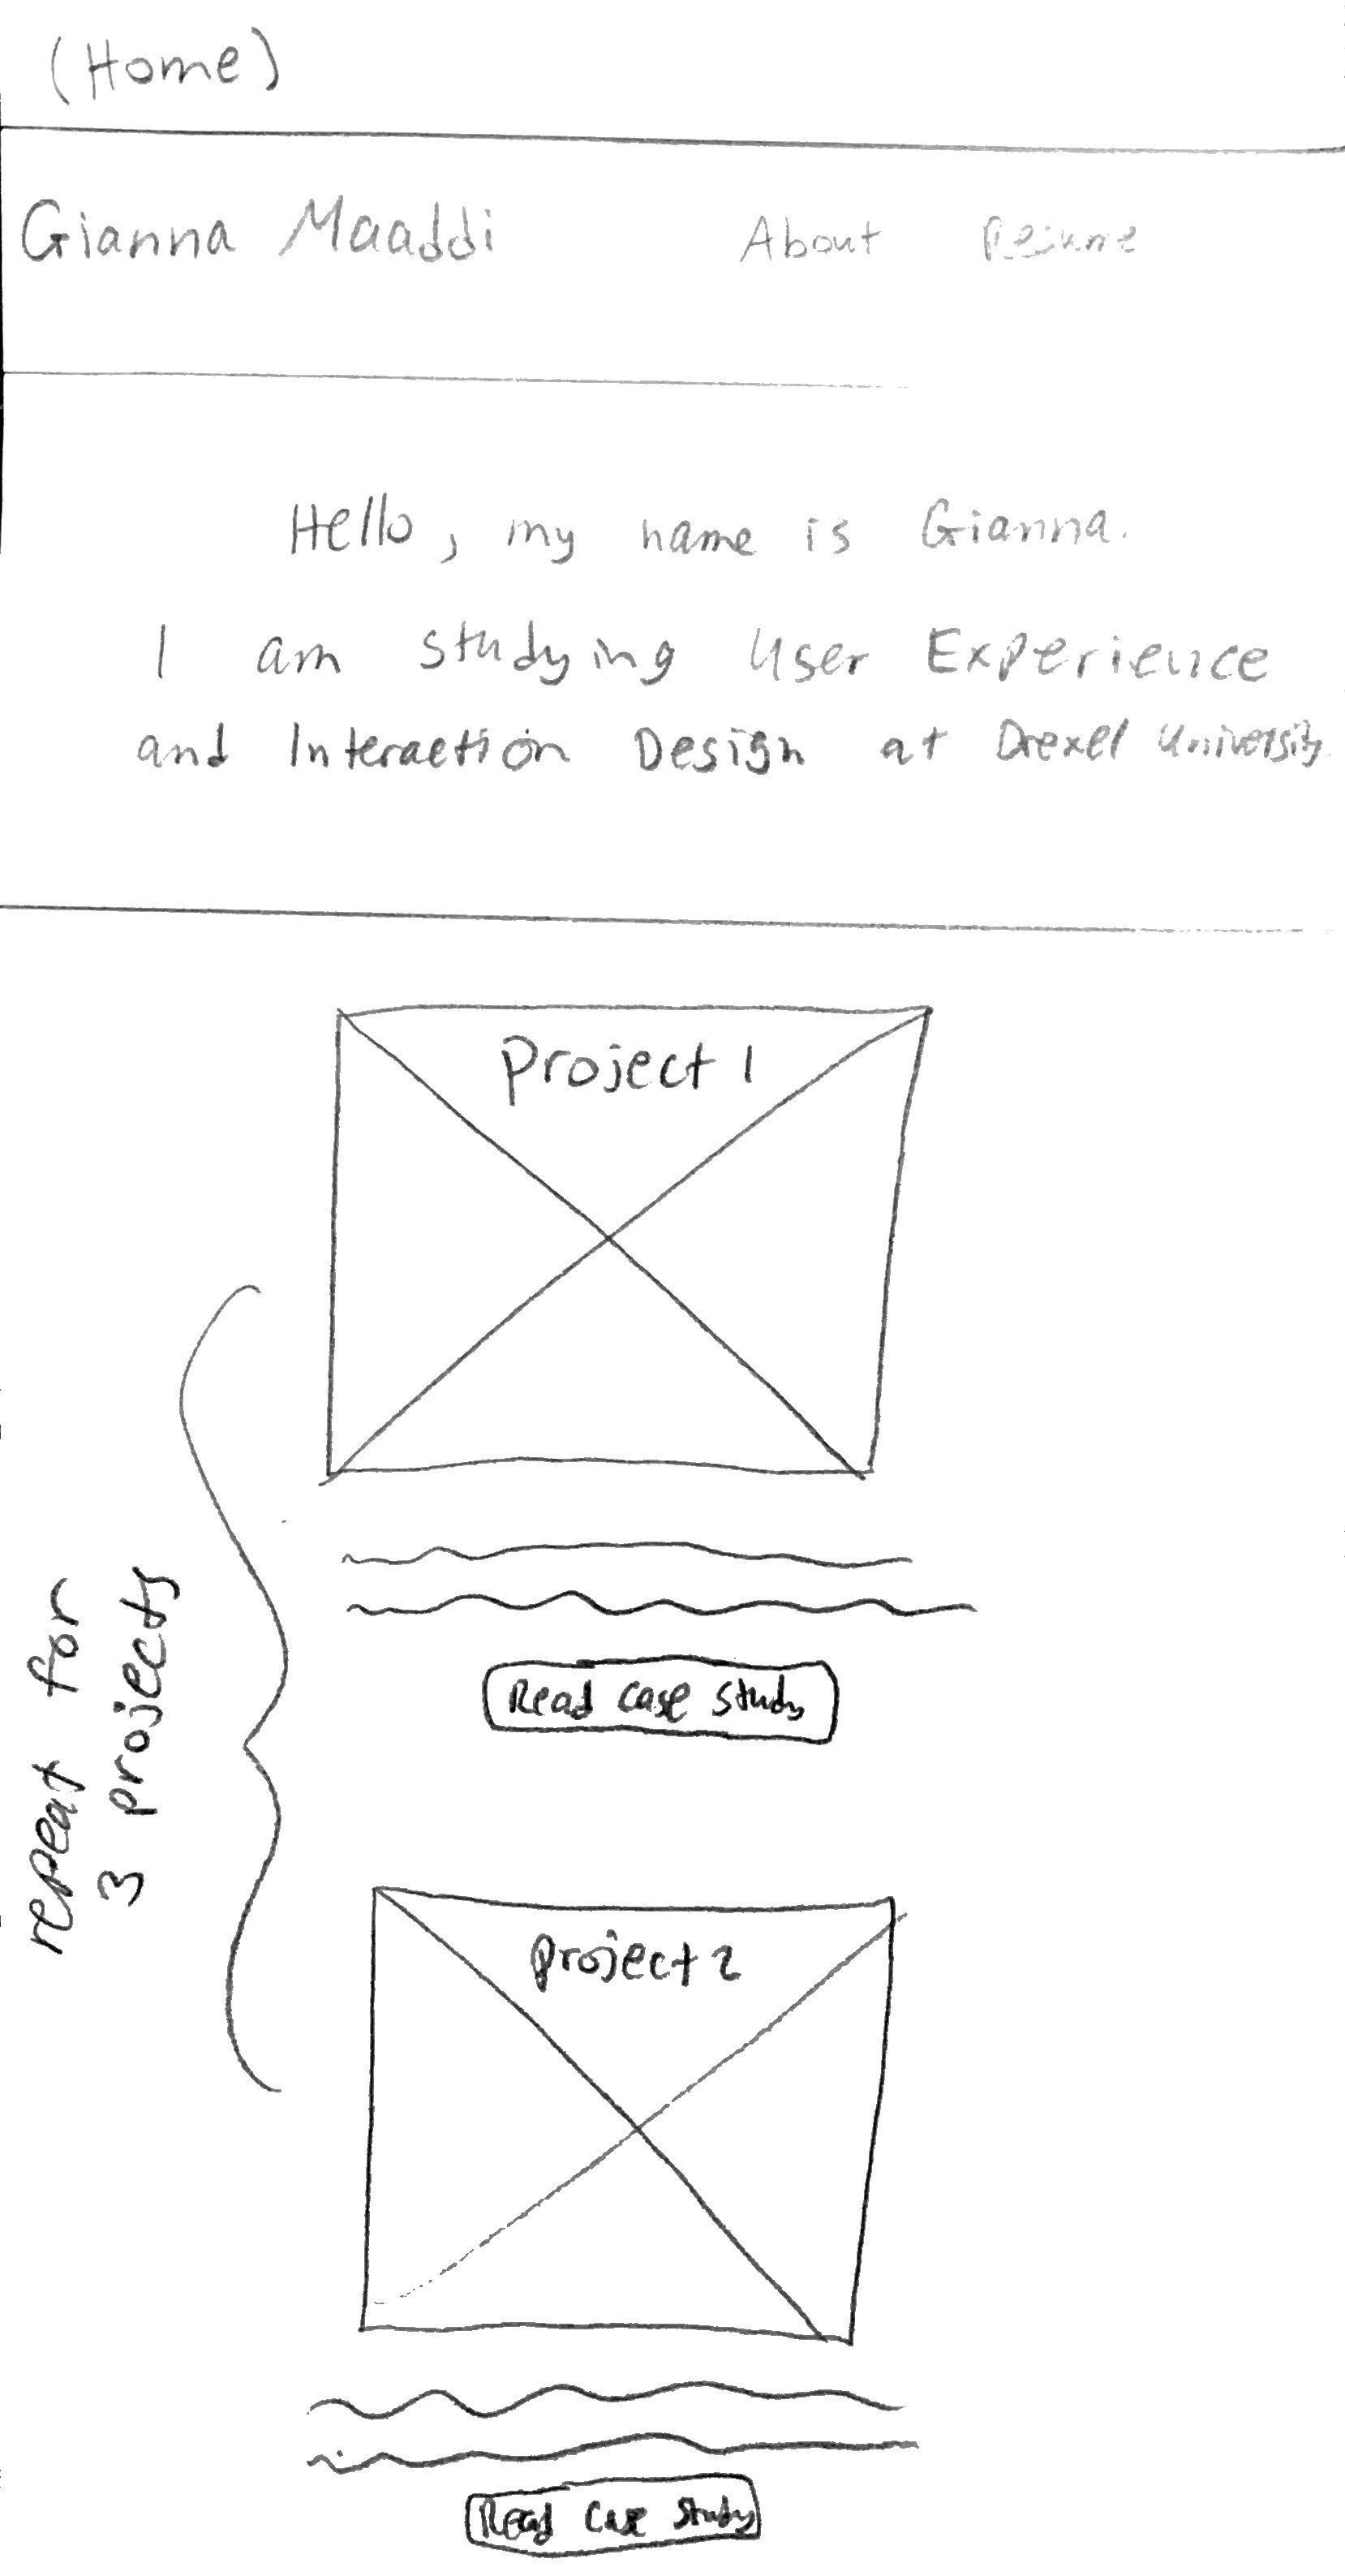 (Home)
Gianna Maaddi About Resume
Hello, my name is Gianna.
I am studying User Experience
and Interaction Design at Drexel University.
Project 1
repeat for
3 projects
Read Case Study
Project 2
Read Case Study